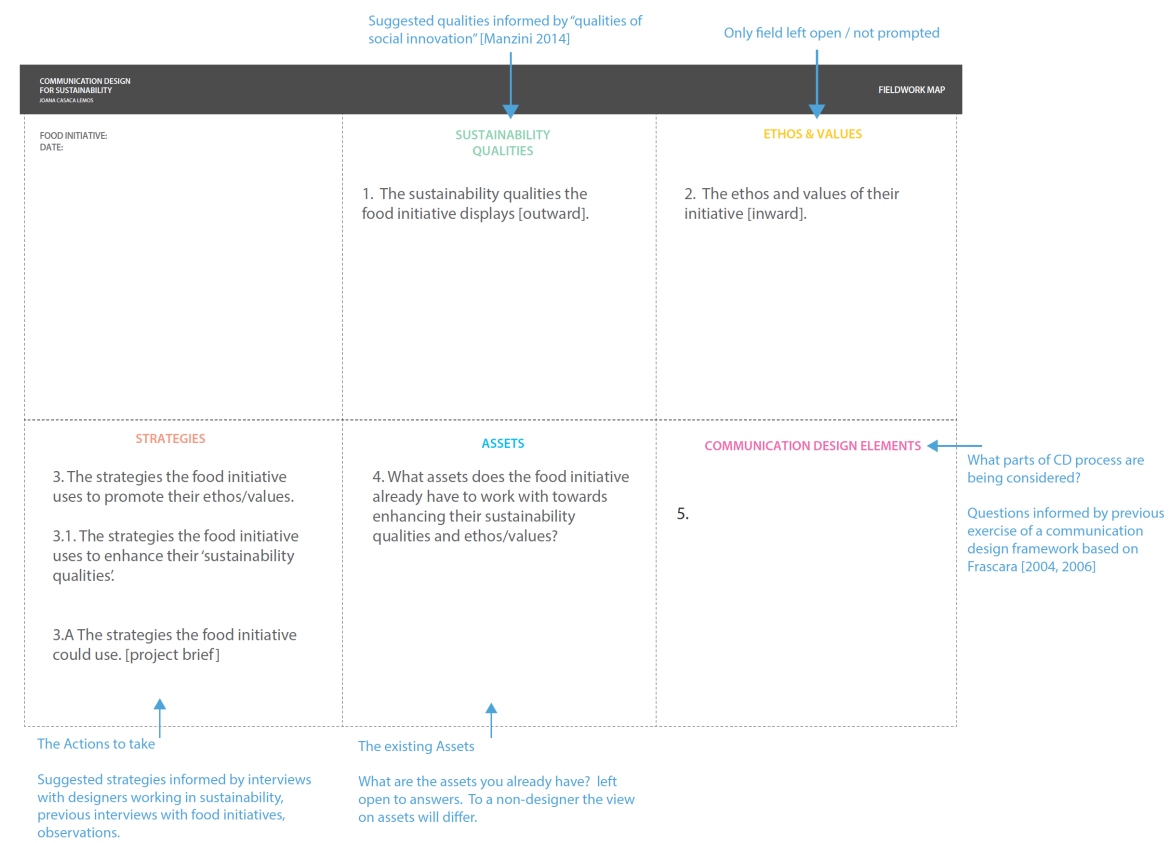 Suggested qualities informed by “qualities of
social innovation” [Manzini 2014]
Only field left open / not prompted
COMMUNICATION DESIGN
FOR SUSTAINABILITY
JOANA CASACA LEMOS
FIELDWORK MAP
FOOD INITIATIVE:
DATE:
SUSTAINABILITY
QUALITIES
1. The sustainability qualities the
food initiative displays [outward].
ETHOS & VALUES
2. The ethos and values of their
initiative [inward].
STRATEGIES
3. The strategies the food initiative
uses to promote their ethos/values.
3.1. The strategies the food initiative
uses to enhance their ‘sustainability
qualities’.
3.A The strategies the food initiative
could use. [project brief]
ASSETS
4. What assets does the food initiative
already have to work with towards
enhancing their sustainability
qualities and ethos/values?
COMMUNICATION DESIGN ELEMENTS
5.
What parts of CD process are
being considered?
Questions informed by previous
exercise of a communication
design framework based on
Frascara [2004, 2006]
The Actions to take
Suggested strategies informed by interviews
with designers working in sustainability,
previous interviews with food initiatives,
observations.
The existing Assets
What are the assets you already have? left
open to answers. To a non-designer the view
on assets will differ.